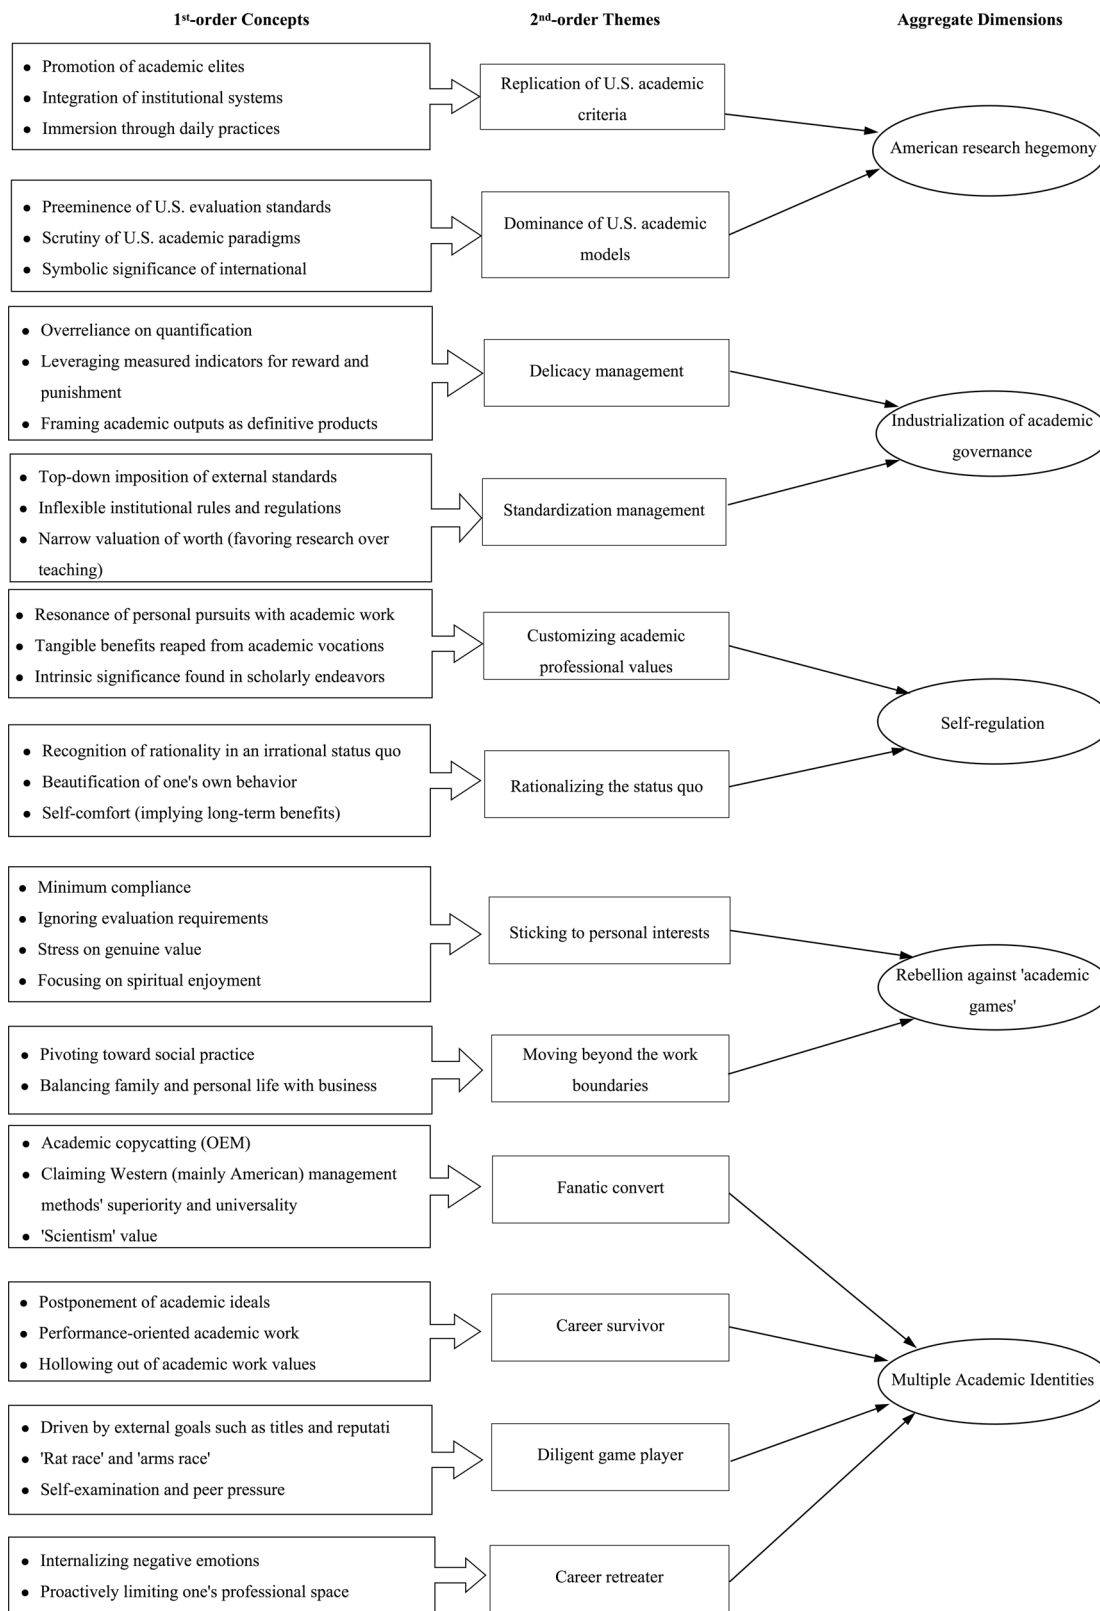 1st-order Concepts
2nd-order Themes
Aggregate Dimensions
● Promotion of academic elites
● Integration of institutional systems
● Immersion through daily practices
Replication of U.S. academic
criteria
American research hegemony
● Preeminence of U.S. evaluation standards
● Scrutiny of U.S. academic paradigms
● Symbolic significance of international
Dominance of U.S. academic
models
● Overreliance on quantification
● Leveraging measured indicators for reward and
punishment
● Framing academic outputs as definitive products
Delicacy management
Industrialization of academic
governance
● Top-down imposition of external standards
● Inflexible institutional rules and regulations
● Narrow valuation of worth (favoring research over
teaching)
Standardization management
● Resonance of personal pursuits with academic work
● Tangible benefits reaped from academic vocations
● Intrinsic significance found in scholarly endeavors
Customizing academic
professional values
Self-regulation
● Recognition of rationality in an irrational status quo
● Beautification of one's own behavior
● Self-comfort (implying long-term benefits)
Rationalizing the status quo
● Minimum compliance
● Ignoring evaluation requirements
● Stress on genuine value
● Focusing on spiritual enjoyment
Sticking to personal interests
Rebellion against 'academic
games'
● Pivoting toward social practice
● Balancing family and personal life with business
Moving beyond the work
boundaries
● Academic copycatting (OEM)
● Claiming Western (mainly American) management
methods' superiority and universality
● 'Scientism' value
Fanatic convert
● Postponement of academic ideals
● Performance-oriented academic work
● Hollowing out of academic work values
Career survivor
Multiple Academic Identities
● Driven by external goals such as titles and reputati
● 'Rat race' and 'arms race'
● Self-examination and peer pressure
Diligent game player
● Internalizing negative emotions
● Proactively limiting one's professional space
Career retreater